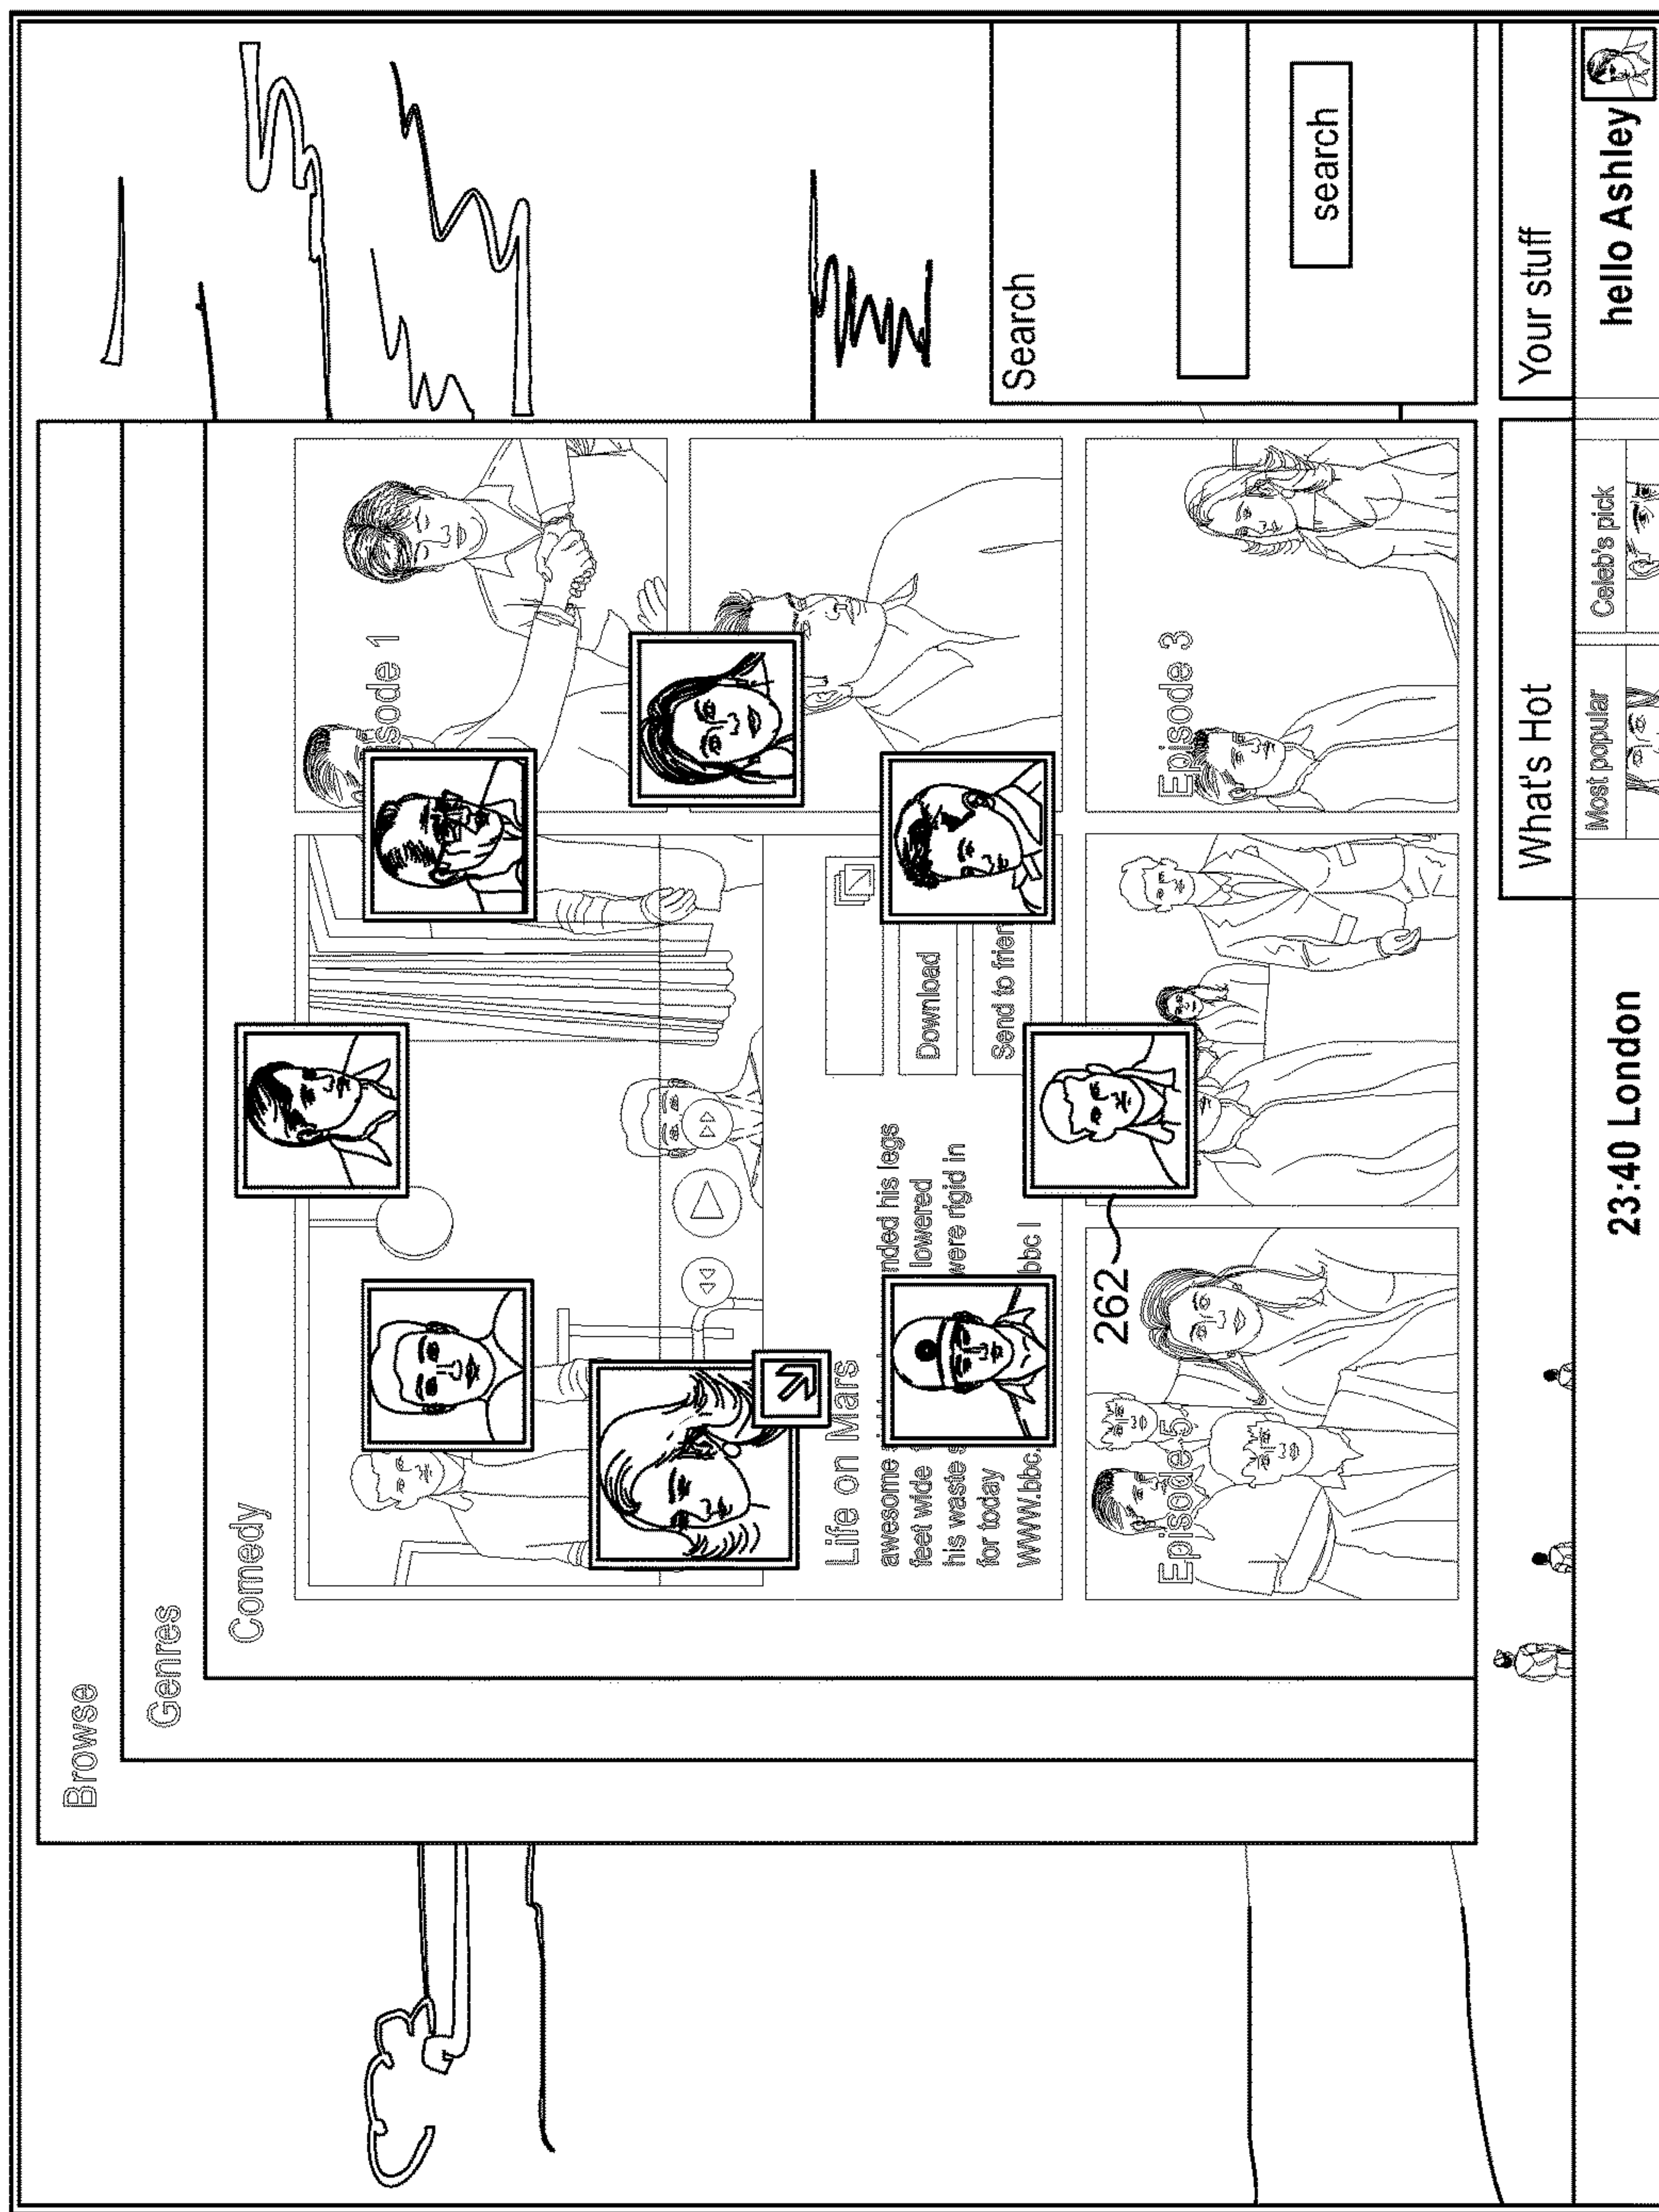 Browse
Genres
Comedy
sode 1
Life on Mars
awesome
nded his legs
feet wide
lowered
his waste s
were rigid in
for today
www.bbc.
bbc I
Download
Send to frien
262
Episode 5
Episode 3
Search
search
What's Hot
Your stuff
Most popular
Celeb's pick
23:40 London
hello Ashley